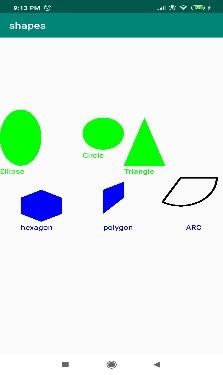 9:13 PM
shapes
Circle
Ellipse
Triangle
hexagon
polygon
ARC